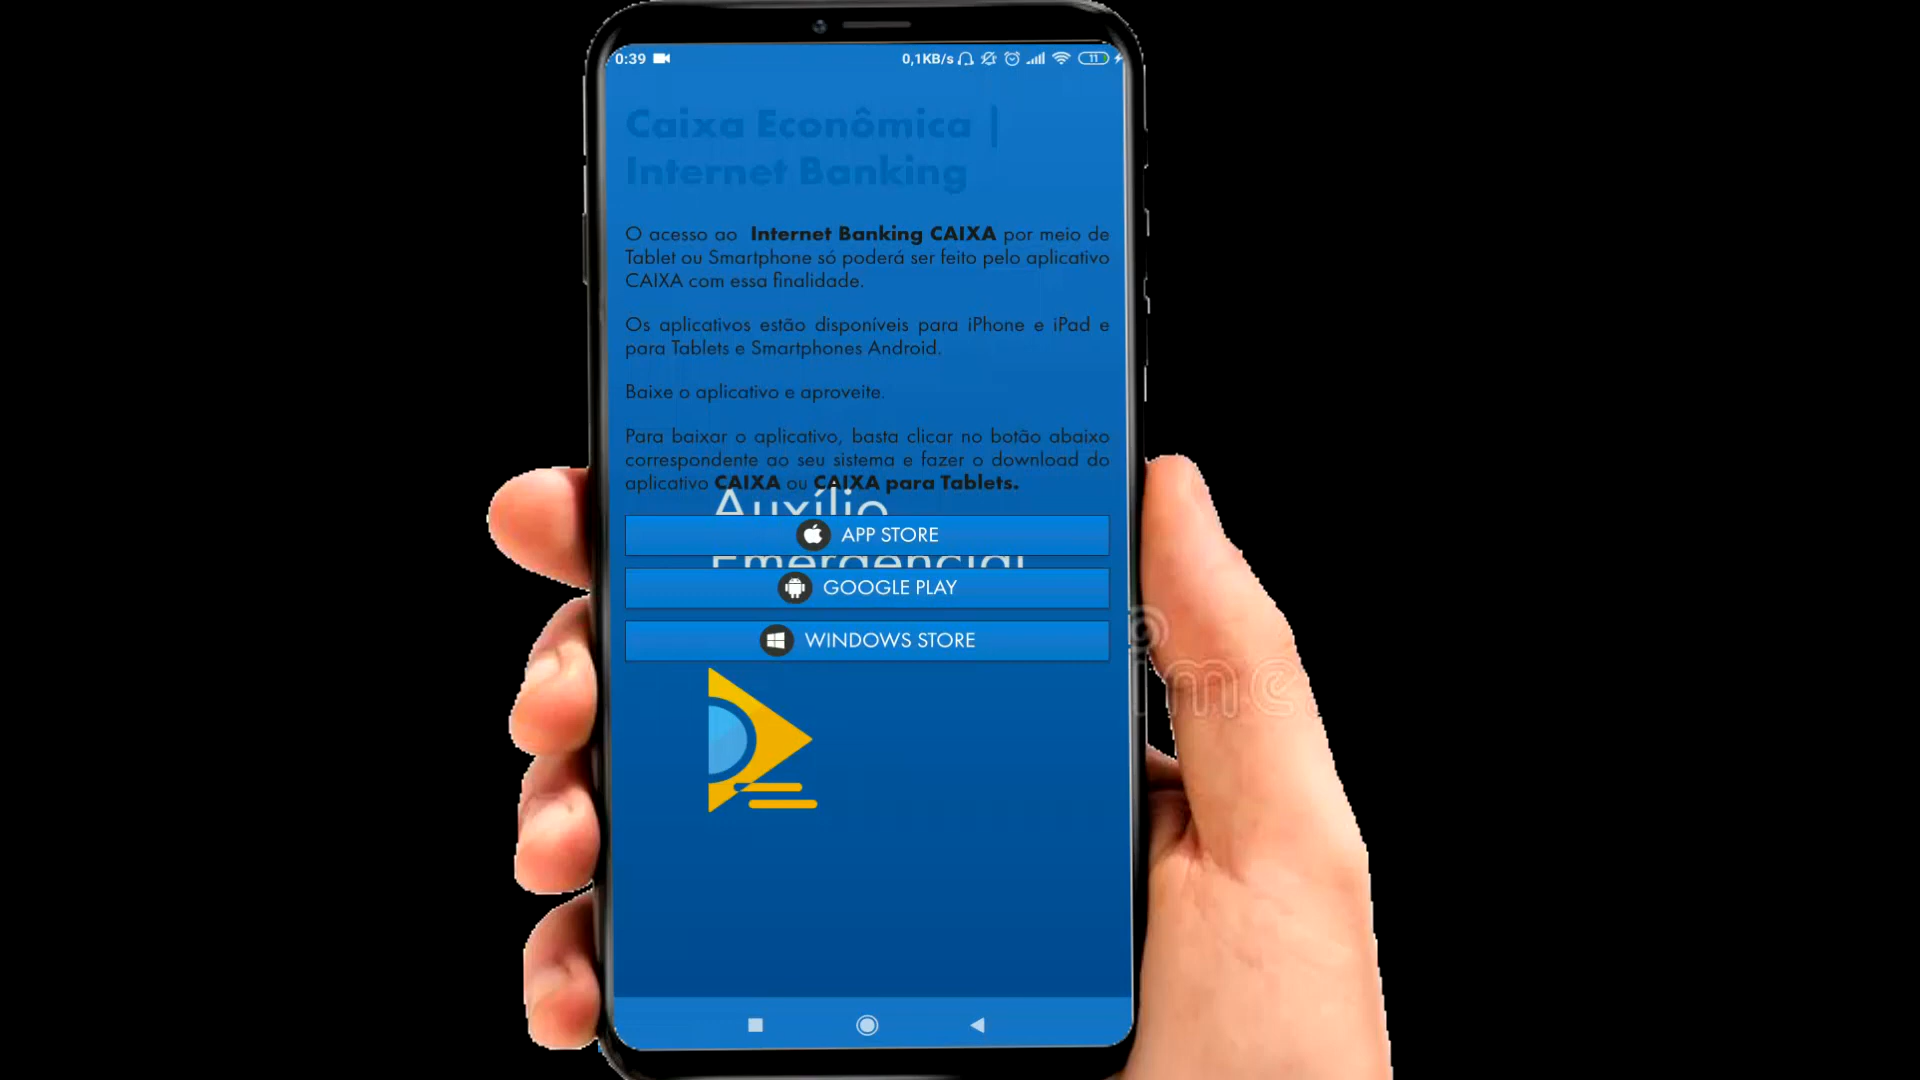 0:39 0,1KB/s 11
Caixa Econômica |
Internet Banking
O acesso ao Internet Banking CAIXA por meio de
Tablet ou Smartphone só poderá ser feito pelo aplicativo
CAIXA com essa finalidade.
Os aplicativos estão disponíveis para iPhone e iPad e
para Tablets e Smartphones Android.
Baixe o aplicativo e aproveite.
Para baixar o aplicativo, basta clicar no botão abaixo
correspondente ao seu sistema e fazer o download do
aplicativo CAIXA ou CAIXA para Tablets.
Auxílio
APP STORE
Emergencial
GOOGLE PLAY
WINDOWS STORE